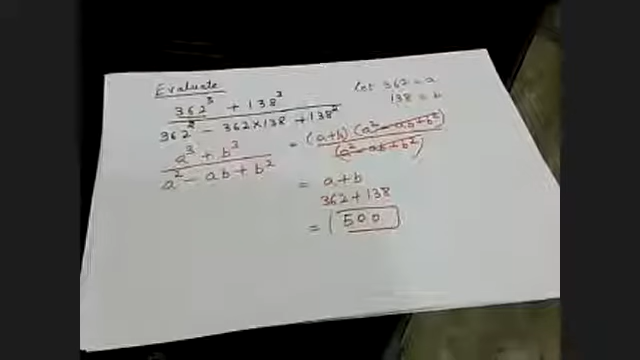 Evaluate
362³ + 138³
362² - 362×138 + 138²
Let 362 = a
138 = b
a³ + b³
a² - ab + b²
= (a+b) (a² - ab + b²)
(a² - ab + b²)
= a+b
362+138
= 500